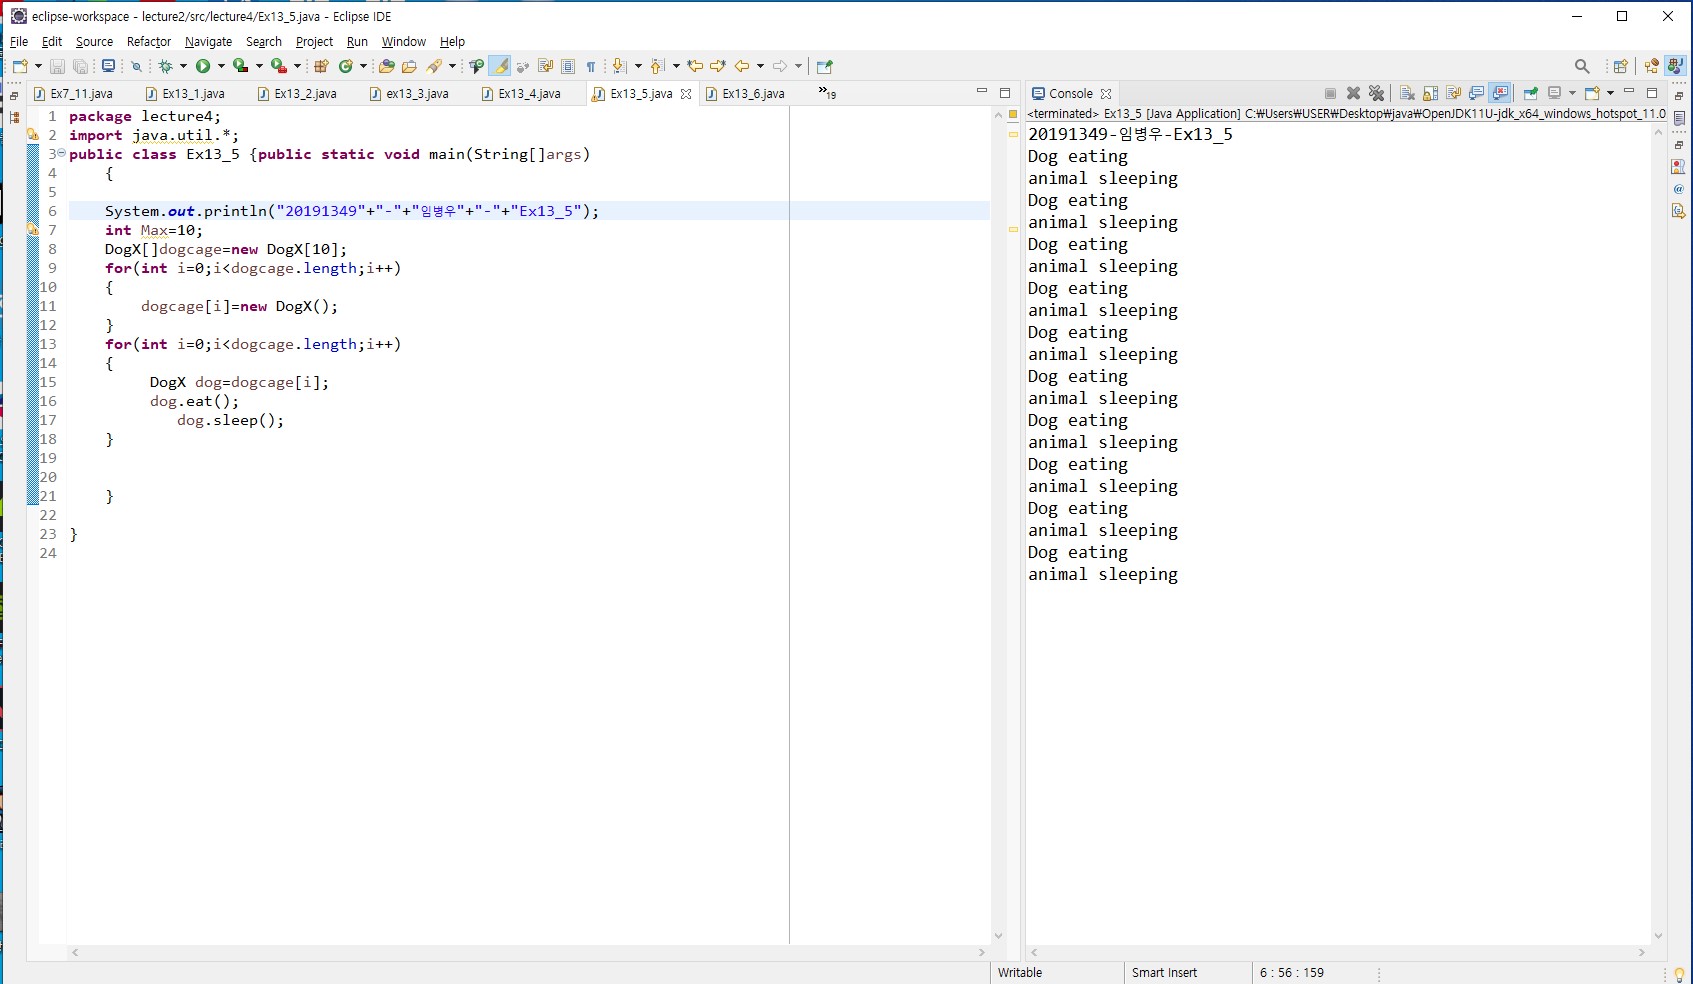 eclipse-workspace - lecture2/src/lecture4/Ex13_5.java - Eclipse IDE
File Edit Source Refactor Navigate Search Project Run Window Help
Ex7_11.java Ex13_1.java Ex13_2.java ex13_3.java Ex13_4.java Ex13_5.java Ex13_6.java »19
1 package lecture4;
2 import java.util.*;
3 public class Ex13_5 {public static void main(String[]args)
4 {
5
6 System.out.println("20191349"+"-"+"임병우"+"-"+"Ex13_5");
7 int Max=10;
8 DogX[]dogcage=new DogX[10];
9 for(int i=0;i<dogcage.length;i++)
10 {
11 dogcage[i]=new DogX();
12 }
13 for(int i=0;i<dogcage.length;i++)
14 {
15 DogX dog=dogcage[i];
16 dog.eat();
17 dog.sleep();
18 }
19
20
21 }
22
23 }
24
Console
<terminated> Ex13_5 [Java Application] C:₩Users₩USER₩Desktop₩java₩OpenJDK11U-jdk_x64_windows_hotspot_11.0
20191349-임병우-Ex13_5
Dog eating
animal sleeping
Dog eating
animal sleeping
Dog eating
animal sleeping
Dog eating
animal sleeping
Dog eating
animal sleeping
Dog eating
animal sleeping
Dog eating
animal sleeping
Dog eating
animal sleeping
Dog eating
animal sleeping
Dog eating
animal sleeping
Writable Smart Insert 6 : 56 : 159